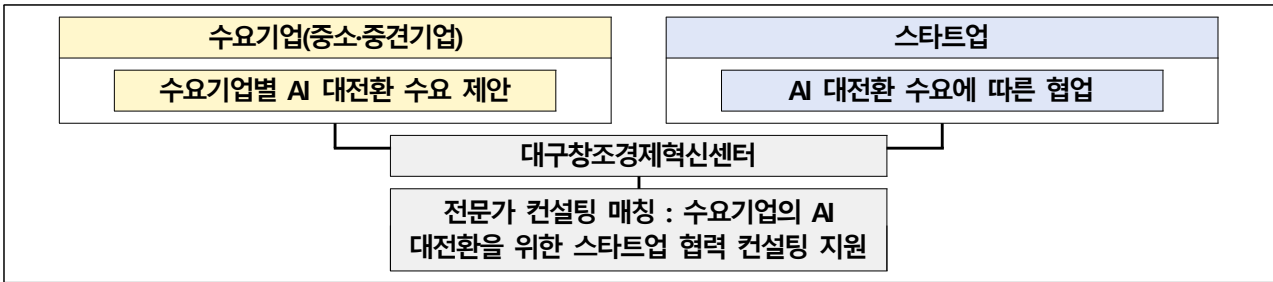 수요기업(중소·중견기업)
수요기업별 AI 대전환 수요 제안
스타트업
AI 대전환 수요에 따른 협업
대구창조경제혁신센터
전문가 컨설팅 매칭 : 수요기업의 AI
대전환을 위한 스타트업 협력 컨설팅 지원